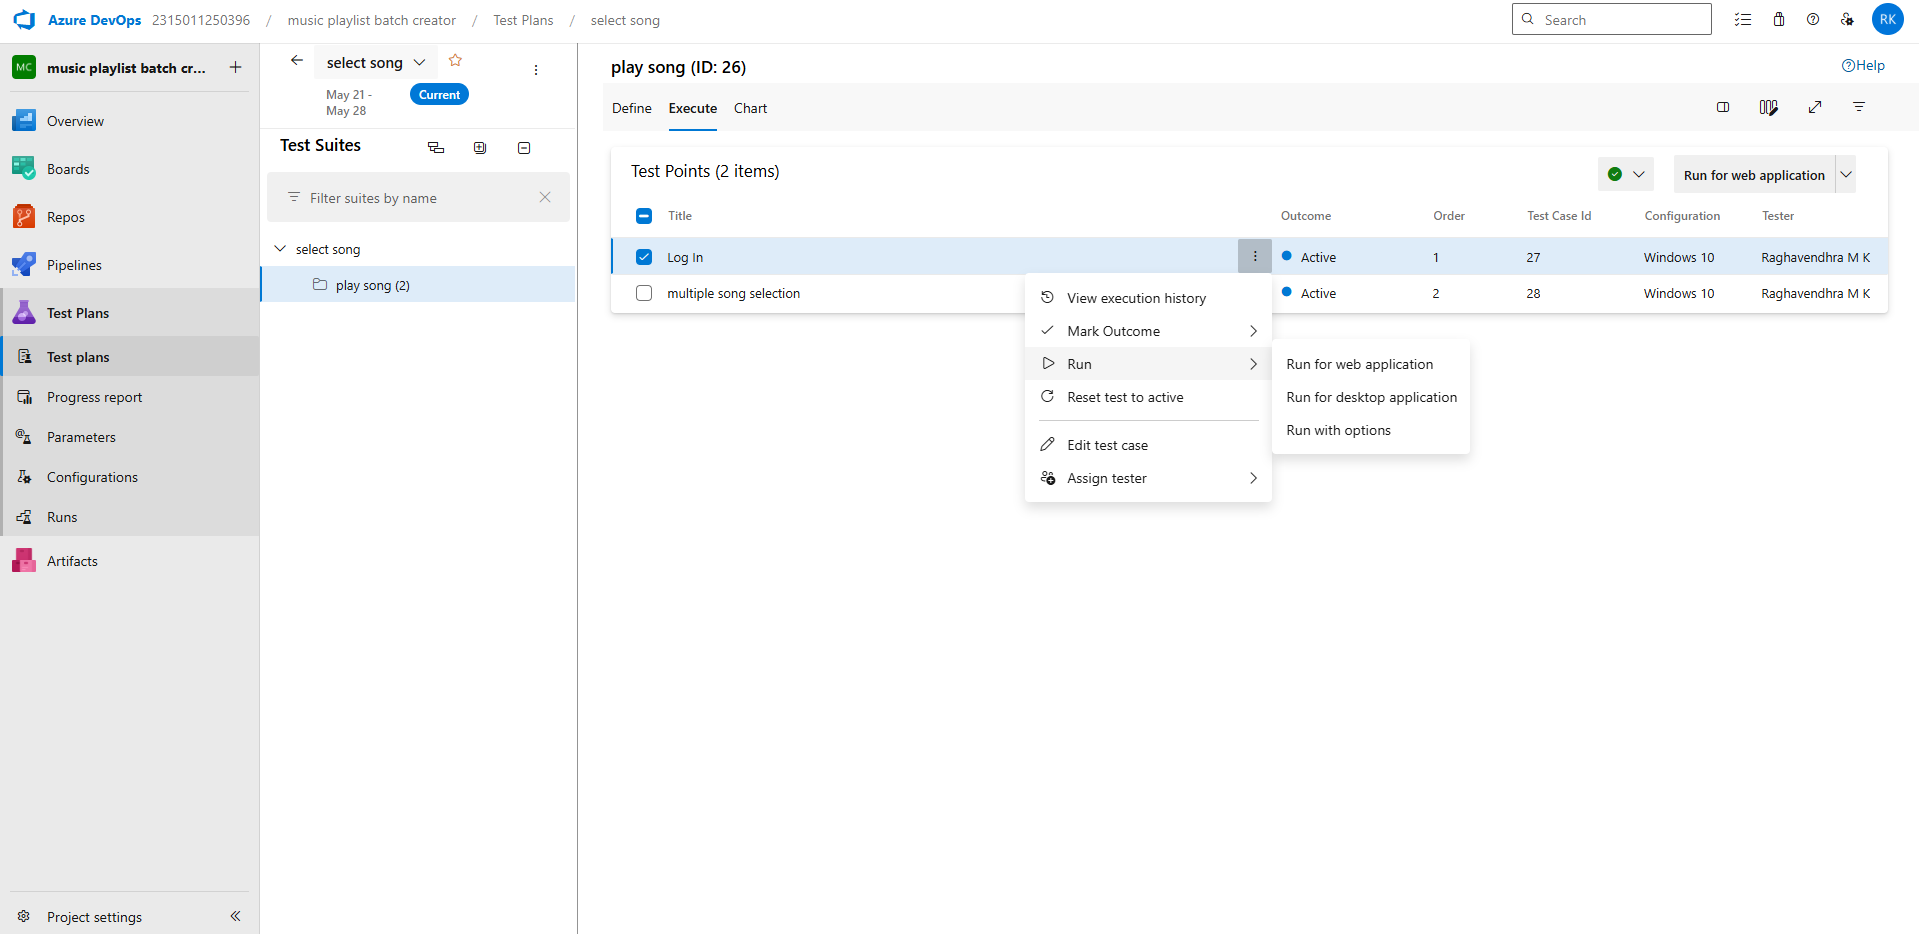 Azure DevOps 2315011250396 / music playlist batch creator / Test Plans / select song
Search
RK
MC music playlist batch cr... +
Overview
Boards
Repos
Pipelines
Test Plans
Test plans
Progress report
Parameters
Configurations
Runs
Artifacts
Project settings
select song
May 21 -
May 28
Current
Test Suites
Filter suites by name
select song
play song (2)
play song (ID: 26)
Help
Define Execute Chart
Test Points (2 items)
Run for web application
Title Outcome Order Test Case Id Configuration Tester
Log In Active 1 27 Windows 10 Raghavendhra M K
multiple song selection Active 2 28 Windows 10 Raghavendhra M K
View execution history
Mark Outcome
Run
Reset test to active
Edit test case
Assign tester
Run for web application
Run for desktop application
Run with options